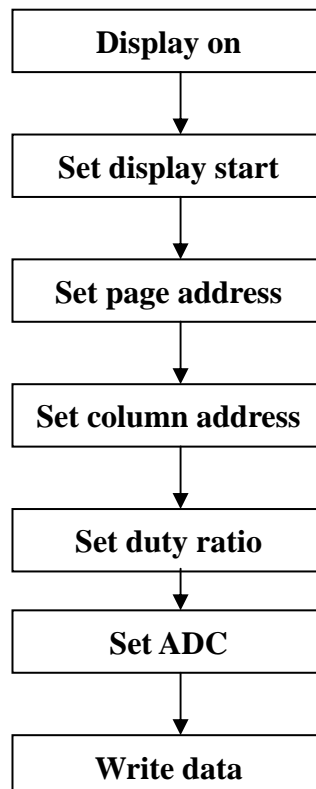 Display on
Set display start
Set page address
Set column address
Set duty ratio
Set ADC
Write data